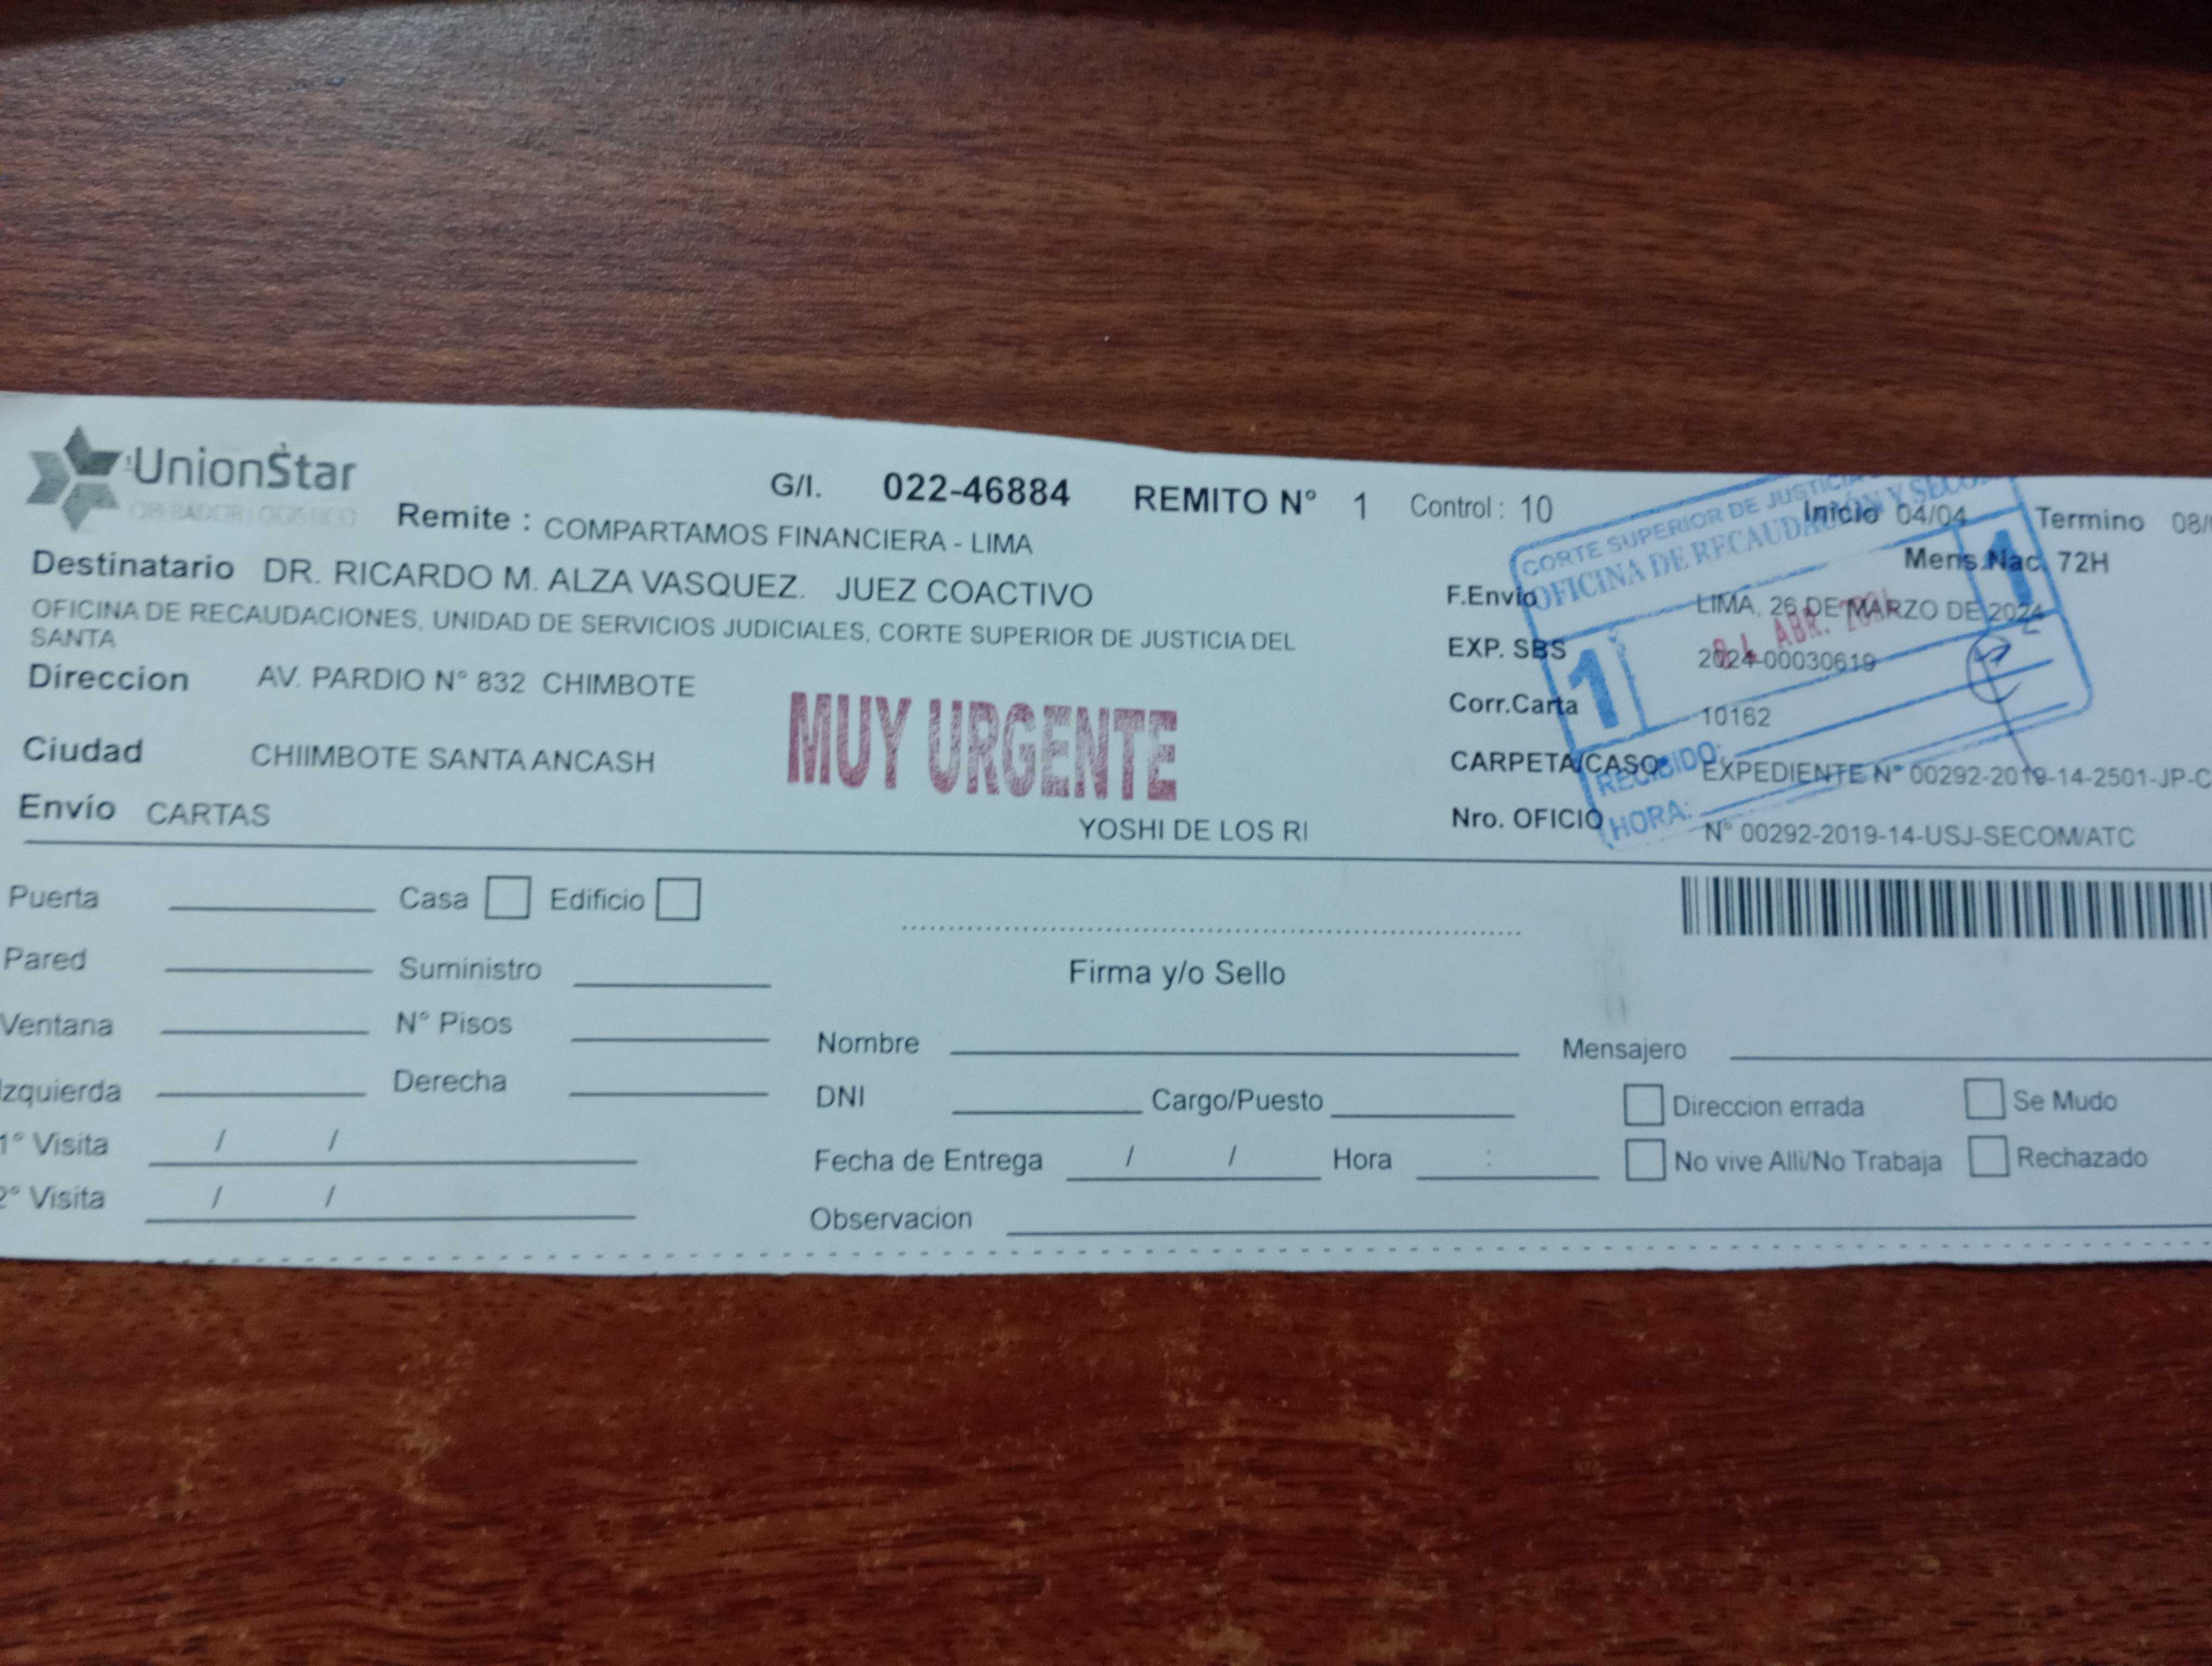 UnionStar
OPERADOR LOGISTICO
G/I. 022-46884 REMITO N° 1 Control : 10
Inicio 04/04 Termino 08/
Remite : COMPARTAMOS FINANCIERA - LIMA
Mens.Nac. 72H
Destinatario DR. RICARDO M. ALZA VASQUEZ. JUEZ COACTIVO
OFICINA DE RECAUDACIONES, UNIDAD DE SERVICIOS JUDICIALES, CORTE SUPERIOR DE JUSTICIA DEL
SANTA
Direccion AV. PARDIO N° 832 CHIMBOTE
Ciudad CHIIMBOTE SANTA ANCASH
Envío CARTAS
MUY URGENTE
YOSHI DE LOS RI
F.Envio LIMA, 26 DE MARZO DE 2024
EXP. SBS 2024-00030619
Corr.Carta 10162
CARPETA/CASO: EXPEDIENTE N° 00292-2019-14-2501-JP-C
Nro. OFICIO N° 00292-2019-14-USJ-SECOM/ATC
CORTE SUPERIOR DE JUSTICIA
OFICINA DE RECAUDACIÓN Y
1
ABR.
1
RECIBIDO:
HORA:
Puerta Casa Edificio
Pared Suministro
Ventana N° Pisos
Izquierda Derecha
1° Visita / /
2° Visita / /
Firma y/o Sello
Nombre
DNI Cargo/Puesto
Fecha de Entrega / / Hora :
Observacion
Mensajero
Direccion errada Se Mudo
No vive Alli/No Trabaja Rechazado